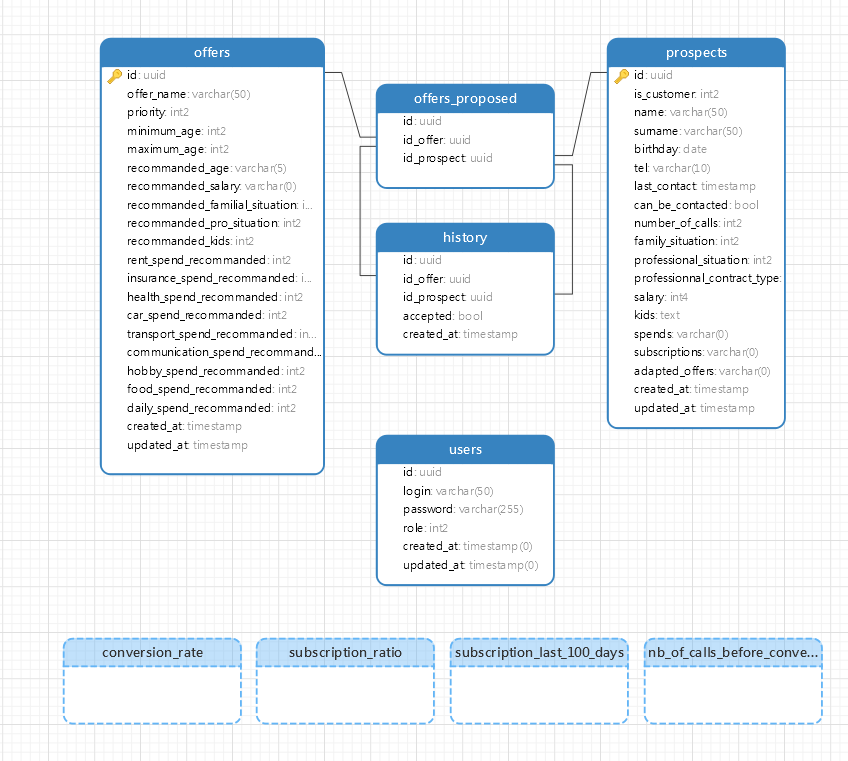 offers
id: uuid
offer_name: varchar(50)
priority: int2
minimum_age: int2
maximum_age: int2
recommanded_age: varchar(5)
recommanded_salary: varchar(0)
recommanded_familial_situation: i...
recommanded_pro_situation: int2
recommanded_kids: int2
rent_spend_recommanded: int2
insurance_spend_recommanded: i...
health_spend_recommanded: int2
car_spend_recommanded: int2
transport_spend_recommanded: in...
communication_spend_recommand...
hobby_spend_recommanded: int2
food_spend_recommanded: int2
daily_spend_recommanded: int2
created_at: timestamp
updated_at: timestamp
offers_proposed
id: uuid
id_offer: uuid
id_prospect: uuid
history
id: uuid
id_offer: uuid
id_prospect: uuid
accepted: bool
created_at: timestamp
users
id: uuid
login: varchar(50)
password: varchar(255)
role: int2
created_at: timestamp(0)
updated_at: timestamp(0)
prospects
id: uuid
is_customer: int2
name: varchar(50)
surname: varchar(50)
birthday: date
tel: varchar(10)
last_contact: timestamp
can_be_contacted: bool
number_of_calls: int2
family_situation: int2
professional_situation: int2
professionnal_contract_type:
salary: int4
kids: text
spends: varchar(0)
subscriptions: varchar(0)
adapted_offers: varchar(0)
created_at: timestamp
updated_at: timestamp
conversion_rate
subscription_ratio
subscription_last_100_days
nb_of_calls_before_conve...